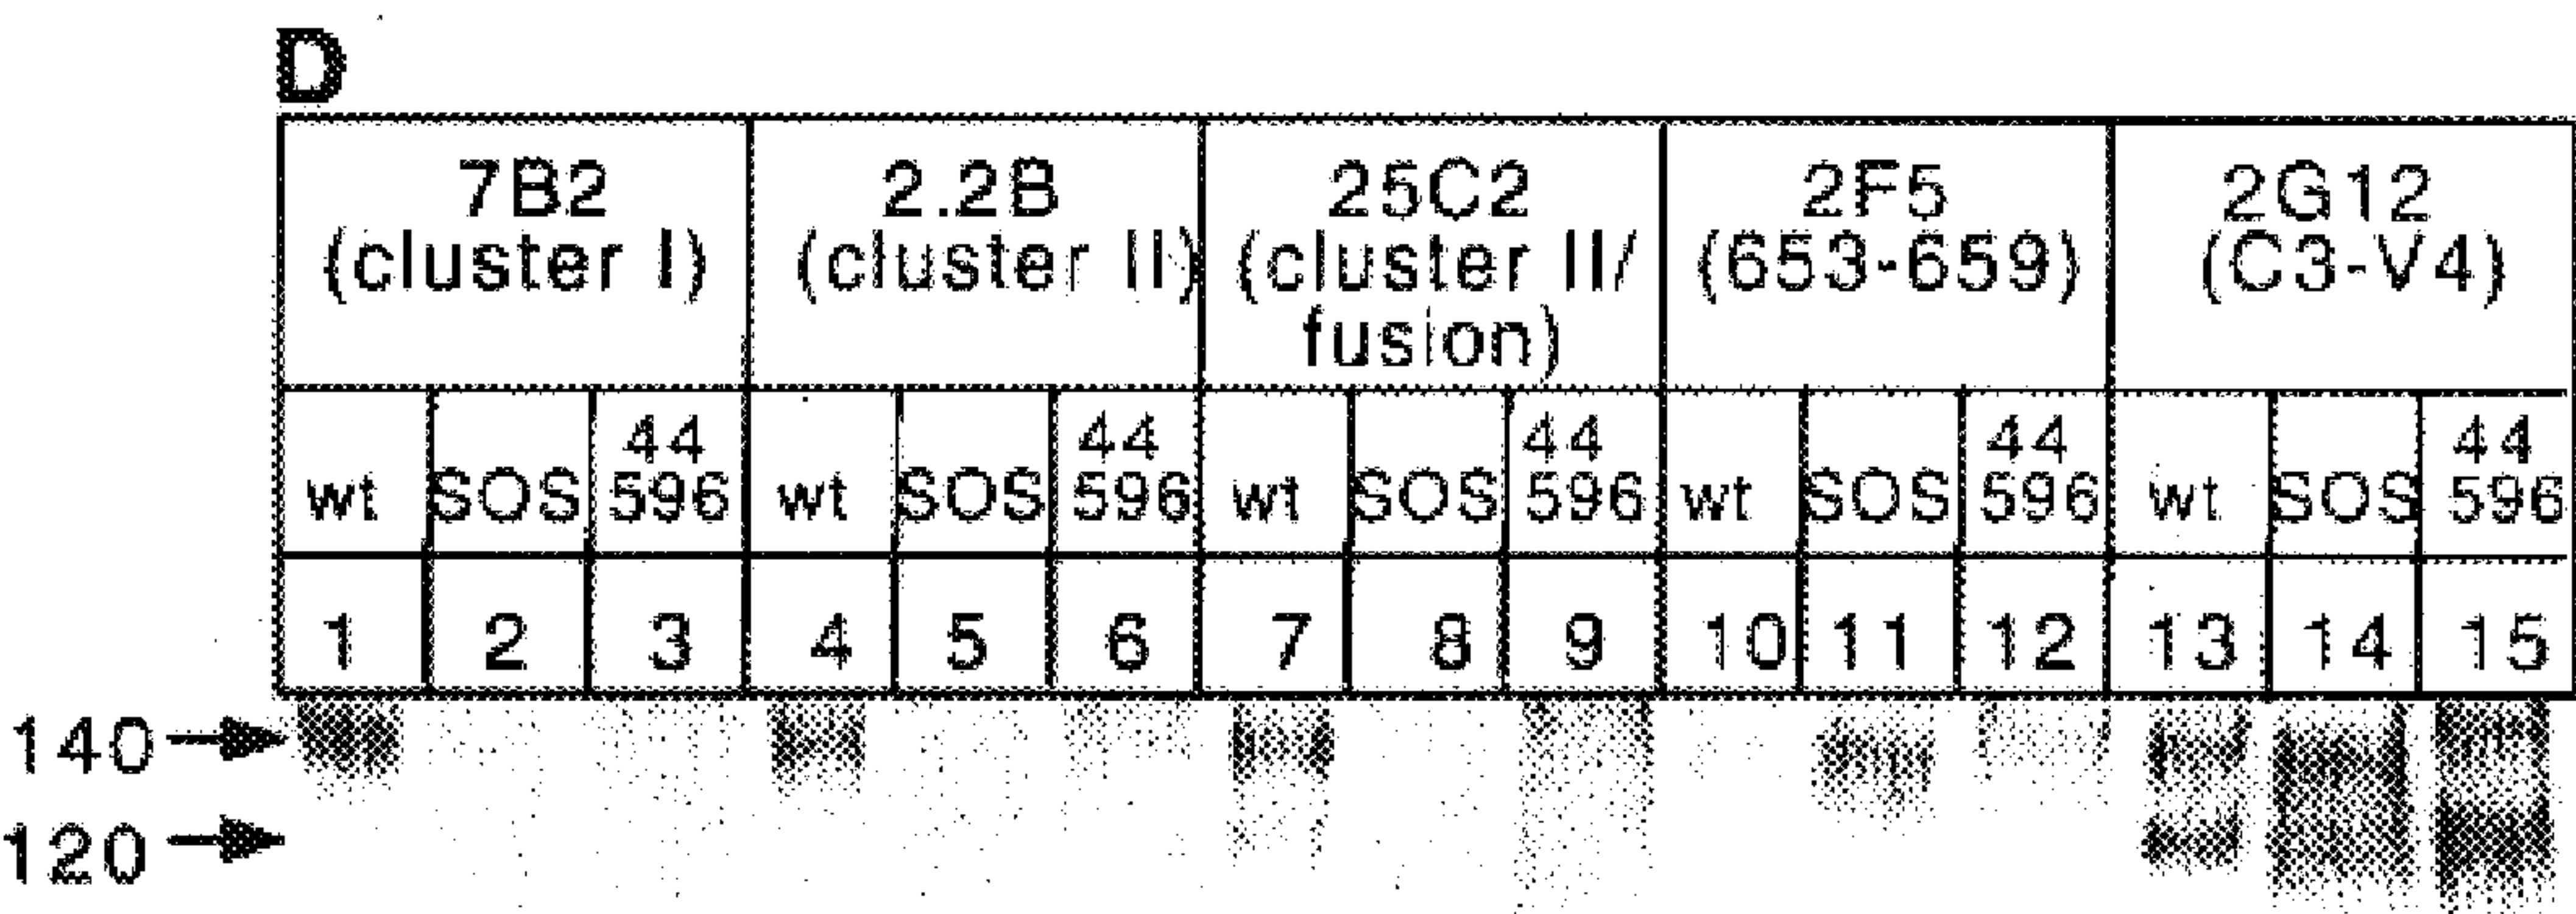 D
7B2 2.2B 25C2 2F5 2G12
(cluster I) (cluster II) (cluster II/ (653-659) (C3-V4)
fusion)
44 44 44 44 44
wt SOS 596 wt SOS 596 wt SOS 596 wt SOS 596 wt SOS 596
1 2 3 4 5 6 7 8 9 10 11 12 13 14 15
140
120